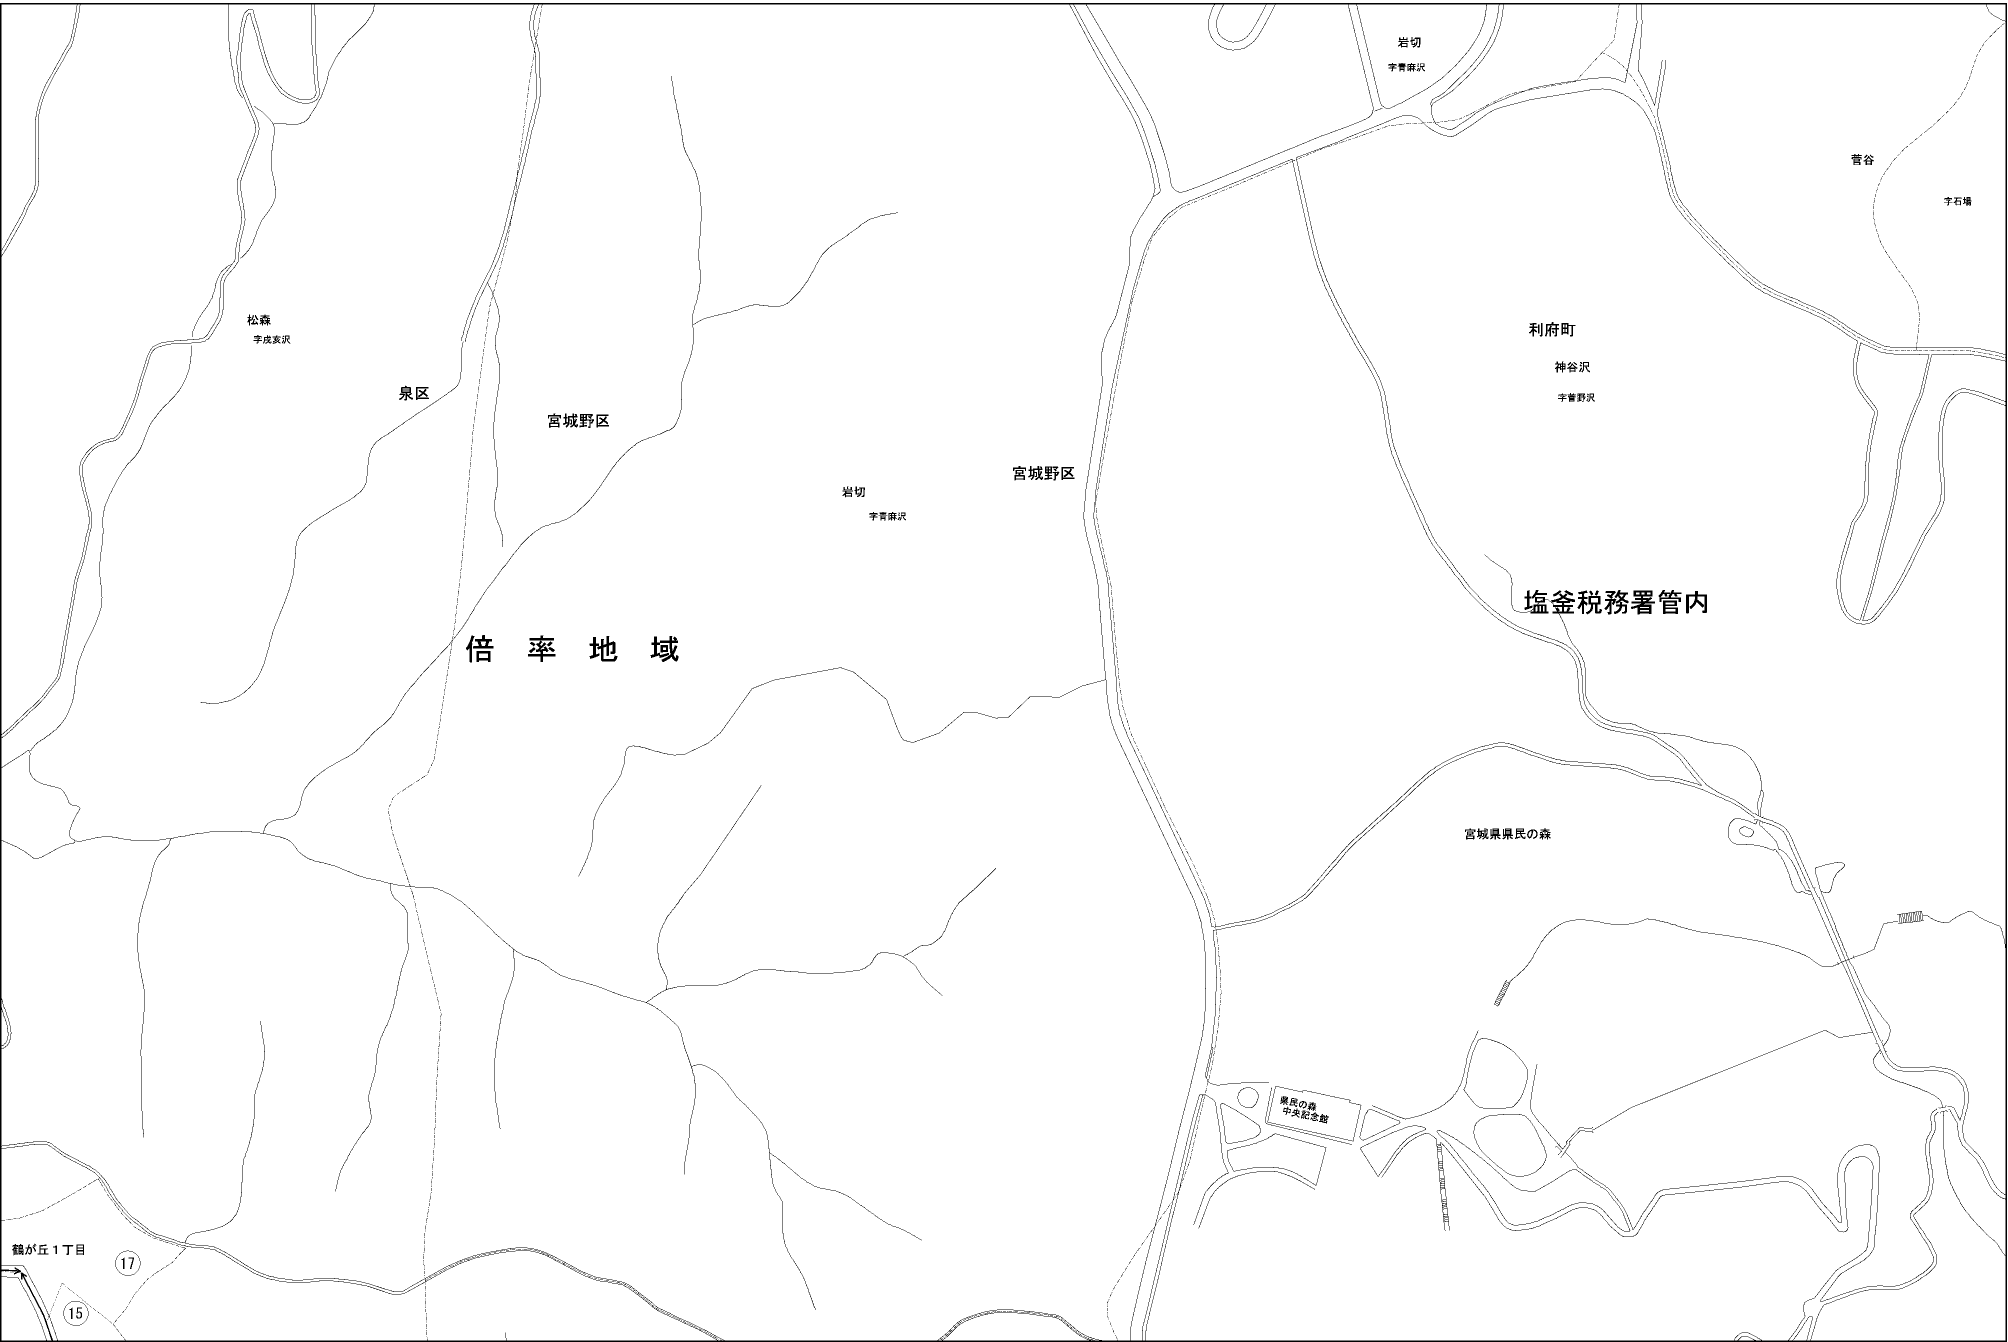 岩切
字青麻沢
菅谷
字石場
松森
字戌亥沢
利府町
神谷沢
字菅野沢
泉区
宮城野区
宮城野区
岩切
字青麻沢
塩釜税務署管内
倍率地域
宮城県県民の森
県民の森
中央記念館
鶴が丘1丁目
17
15